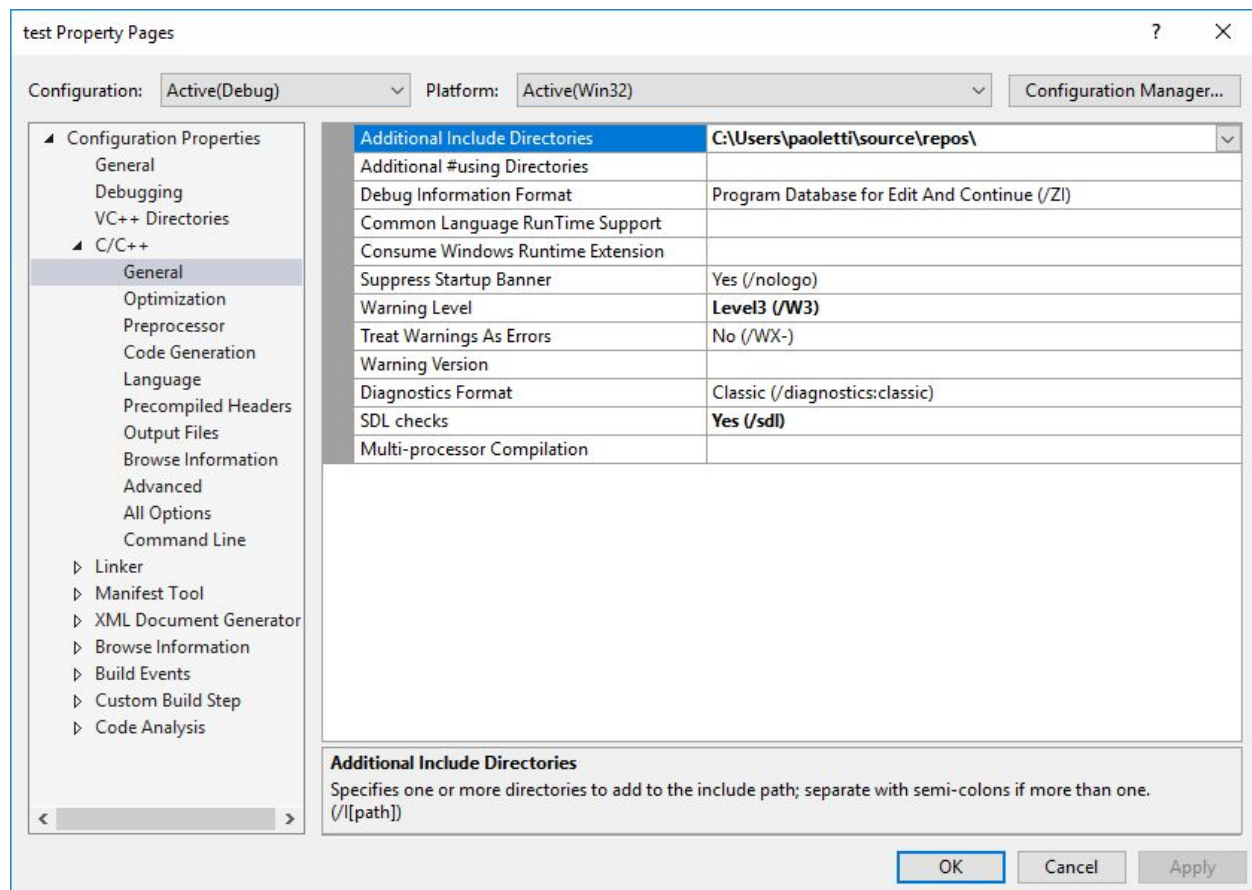 test Property Pages
?
Configuration: Active(Debug) Platform: Active(Win32) Configuration Manager...
Configuration Properties
General
Debugging
VC++ Directories
C/C++
General
Optimization
Preprocessor
Code Generation
Language
Precompiled Headers
Output Files
Browse Information
Advanced
All Options
Command Line
Linker
Manifest Tool
XML Document Generator
Browse Information
Build Events
Custom Build Step
Code Analysis
Additional Include Directories C:\Users\paoletti\source\repos\
Additional #using Directories
Debug Information Format Program Database for Edit And Continue (/ZI)
Common Language RunTime Support
Consume Windows Runtime Extension
Suppress Startup Banner Yes (/nologo)
Warning Level Level3 (/W3)
Treat Warnings As Errors No (/WX-)
Warning Version
Diagnostics Format Classic (/diagnostics:classic)
SDL checks Yes (/sdl)
Multi-processor Compilation
Additional Include Directories
Specifies one or more directories to add to the include path; separate with semi-colons if more than one.
(/I[path])
OK Cancel Apply